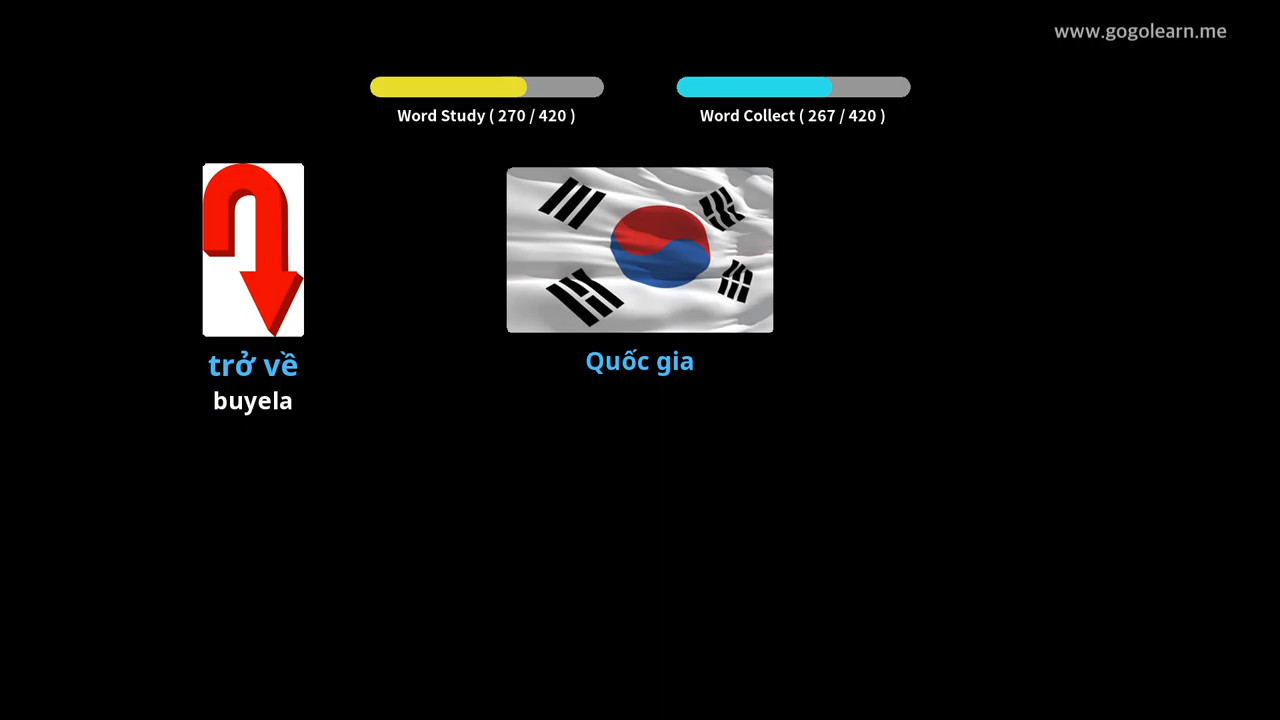 www.gogolearn.me
Word Study ( 270 / 420 )
Word Collect ( 267 / 420 )
trở về
buyela
Quốc gia